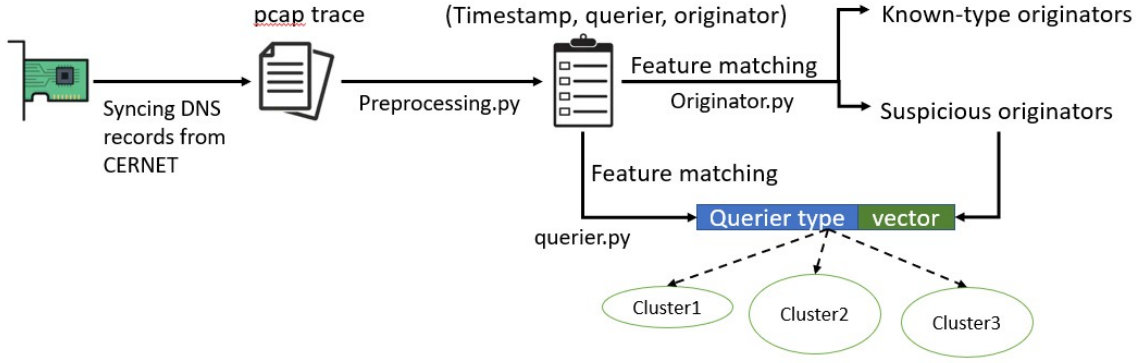 pcap trace
(Timestamp, querier, originator)
Known-type originators
Feature matching
Syncing DNS
records from
CERNET
Preprocessing.py
Originator.py
Suspicious originators
Feature matching
Querier type
vector
querier.py
Cluster1
Cluster2
Cluster3